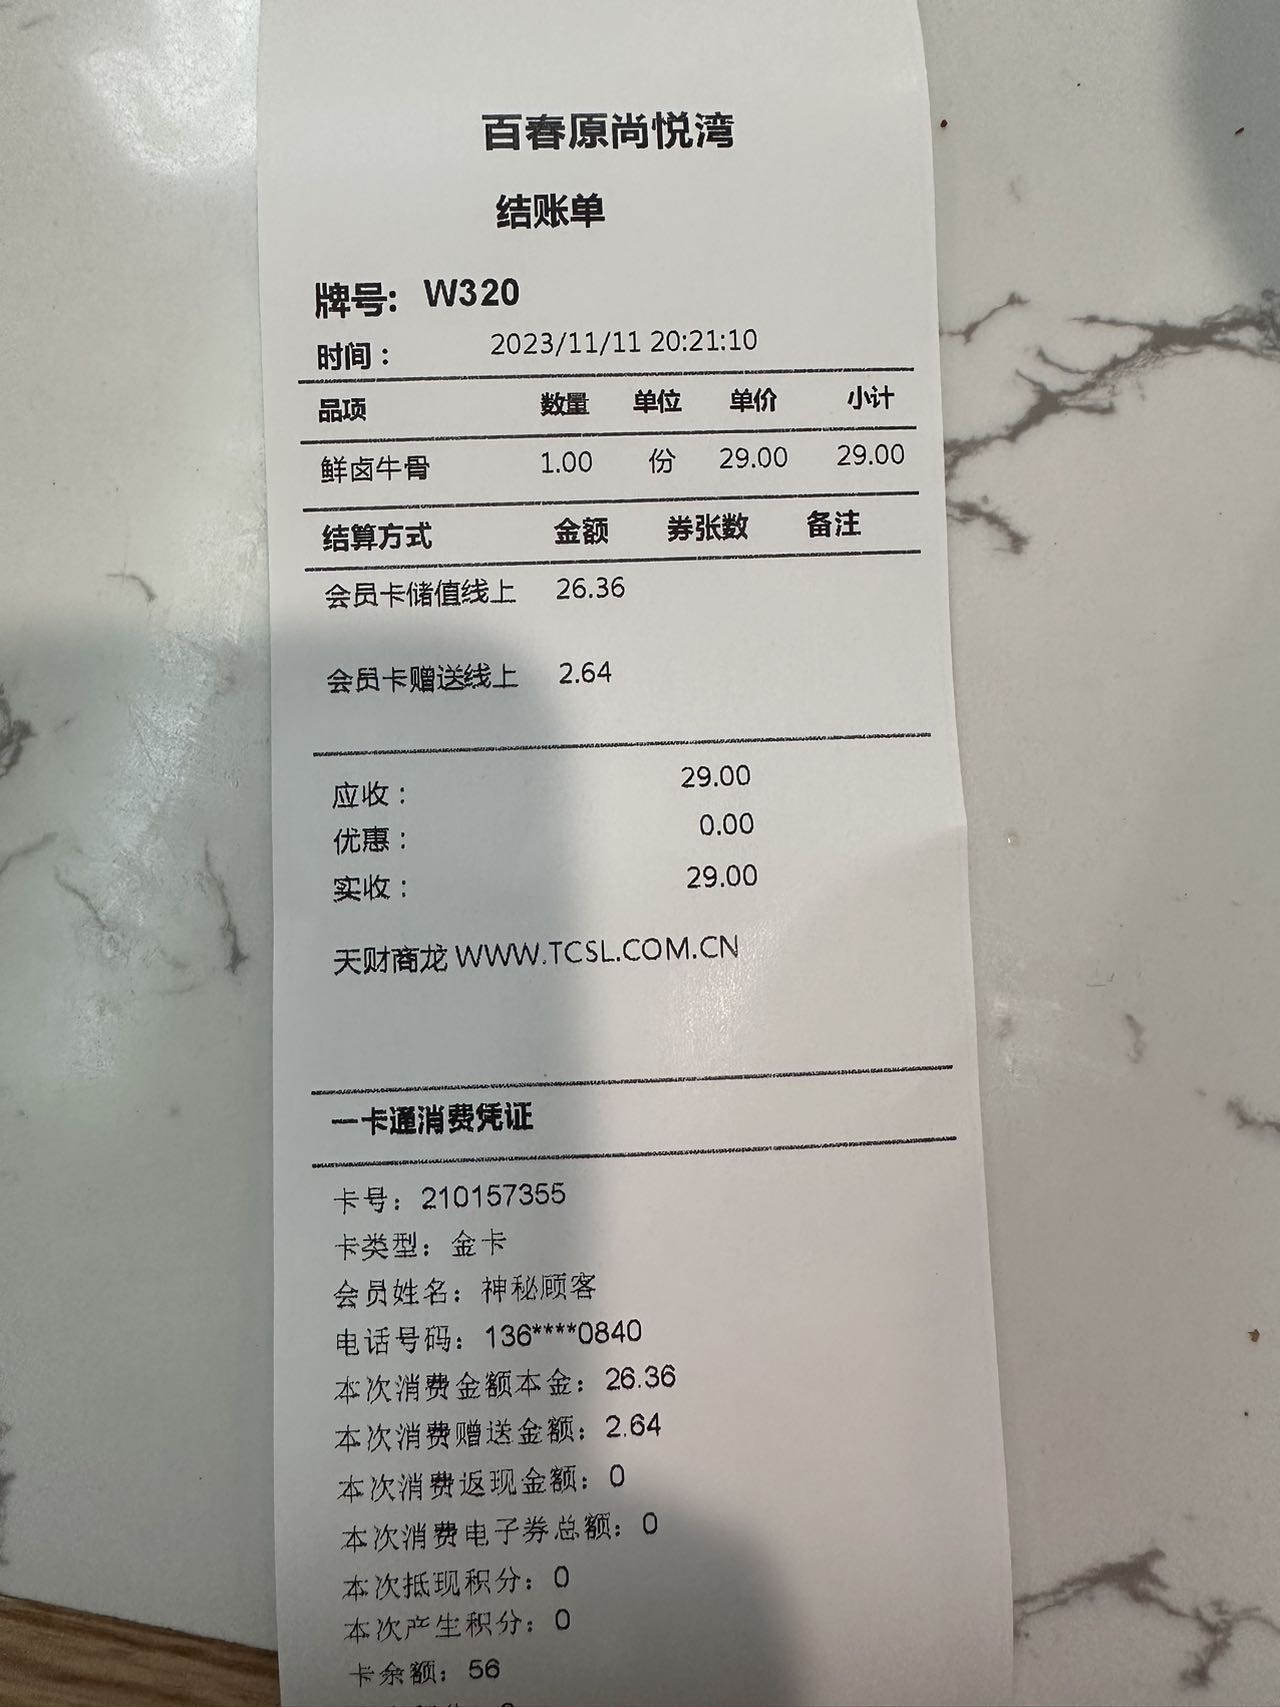 百春原尚悦湾
结账单
牌号: W320
时间： 2023/11/11 20:21:10
品项 数量 单位 单价 小计
鲜卤牛骨 1.00 份 29.00 29.00
结算方式 金额 券张数 备注
会员卡储值线上 26.36
会员卡赠送线上 2.64
应收： 29.00
优惠： 0.00
实收： 29.00
天财商龙 WWW.TCSL.COM.CN
一卡通消费凭证
卡号：210157355
卡类型：金卡
会员姓名：神秘顾客
电话号码：136****0840
本次消费金额本金：26.36
本次消费赠送金额：2.64
本次消费返现金额：0
本次消费电子券总额：0
本次抵现积分：0
本次产生积分：0
卡余额：56